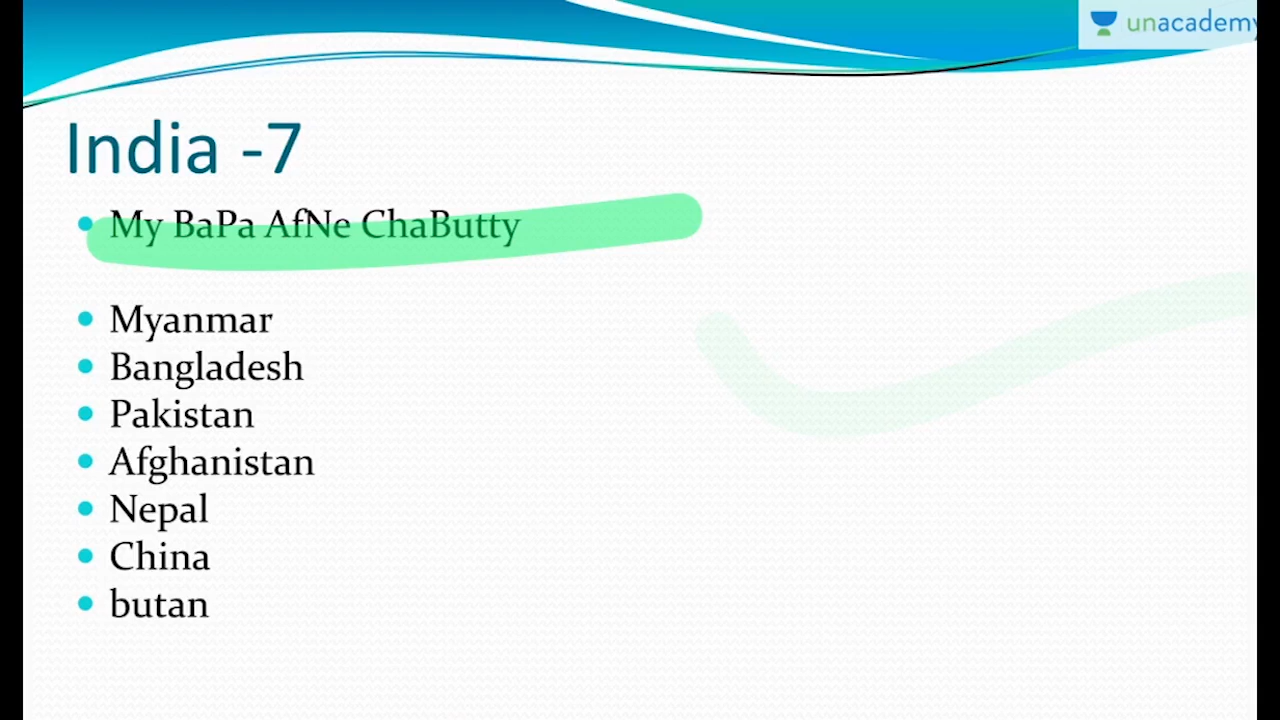 unacademy
India -7
My BaPa AfNe ChaButty
Myanmar
Bangladesh
Pakistan
Afghanistan
Nepal
China
butan